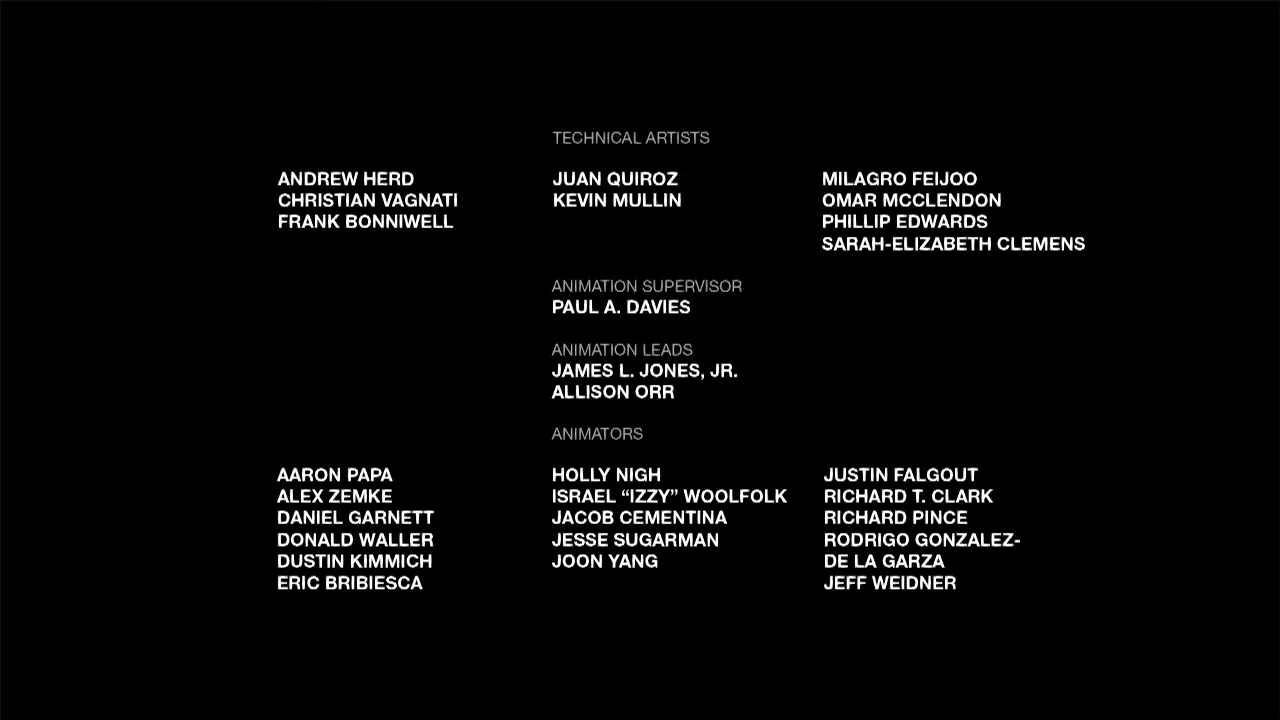 TECHNICAL ARTISTS
ANDREW HERD
CHRISTIAN VAGNATI
FRANK BONNIWELL
JUAN QUIROZ
KEVIN MULLIN
MILAGRO FEIJOO
OMAR MCCLENDON
PHILLIP EDWARDS
SARAH-ELIZABETH CLEMENS
ANIMATION SUPERVISOR
PAUL A. DAVIES
ANIMATION LEADS
JAMES L. JONES, JR.
ALLISON ORR
ANIMATORS
AARON PAPA
ALEX ZEMKE
DANIEL GARNETT
DONALD WALLER
DUSTIN KIMMICH
ERIC BRIBIESCA
HOLLY NIGH
ISRAEL “IZZY” WOOLFOLK
JACOB CEMENTINA
JESSE SUGARMAN
JOON YANG
JUSTIN FALGOUT
RICHARD T. CLARK
RICHARD PINCE
RODRIGO GONZALEZ-
DE LA GARZA
JEFF WEIDNER